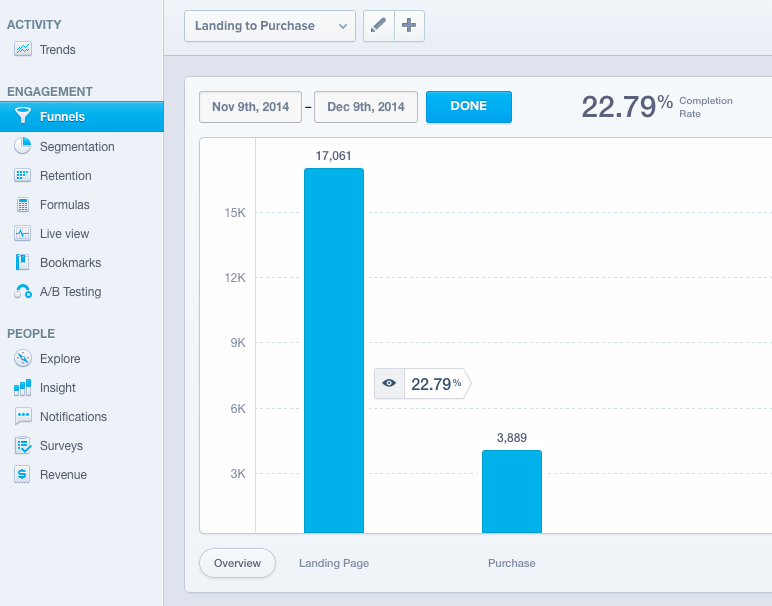 ACTIVITY
Trends
ENGAGEMENT
Funnels
Segmentation
Retention
Formulas
Live view
Bookmarks
A/B Testing
PEOPLE
Explore
Insight
Notifications
Surveys
Revenue
Landing to Purchase
Nov 9th, 2014 – Dec 9th, 2014 DONE
22.79% Completion
Rate
17,061
15K
12K
9K
22.79%
6K
3,889
3K
Overview Landing Page Purchase